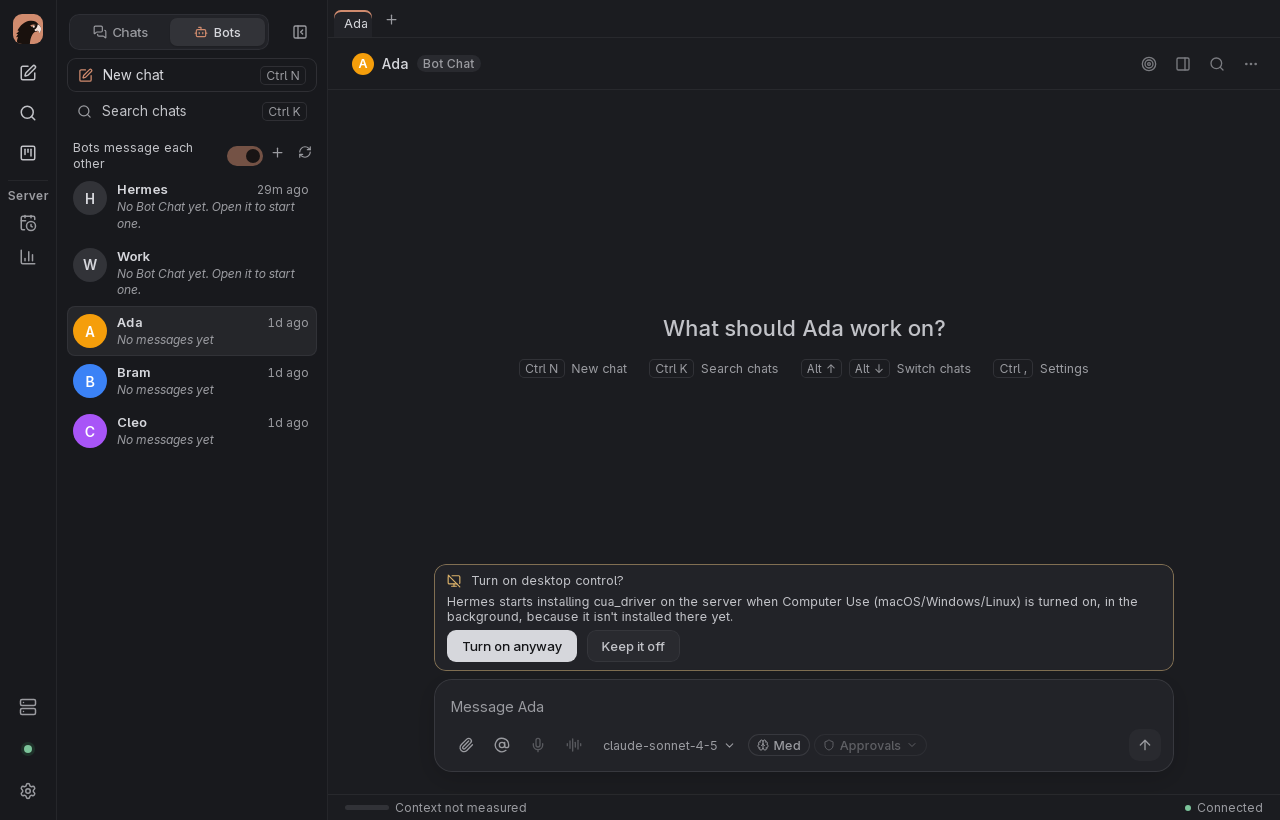 Chats
Bots
New chat
Ctrl N
Search chats
Ctrl K
Bots message each other
Server
H
Hermes
29m ago
No Bot Chat yet. Open it to start
one.
W
Work
No Bot Chat yet. Open it to start
one.
A
Ada
1d ago
No messages yet
B
Bram
1d ago
No messages yet
C
Cleo
1d ago
No messages yet
Ada
A
Ada
Bot Chat
What should Ada work on?
Ctrl N New chat Ctrl K Search chats Alt ↑ Alt ↓ Switch chats Ctrl , Settings
Turn on desktop control?
Hermes starts installing cua_driver on the server when Computer Use (macOS/Windows/Linux) is turned on, in the
background, because it isn't installed there yet.
Turn on anyway
Keep it off
Message Ada
claude-sonnet-4-5
Med
Approvals
Context not measured
Connected